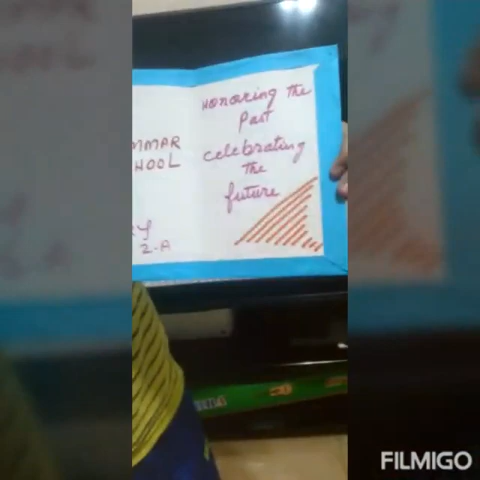 MMAR
HOOL
Y
2-A
Honoring the
Past
celebrating
the
future
FILMIGO